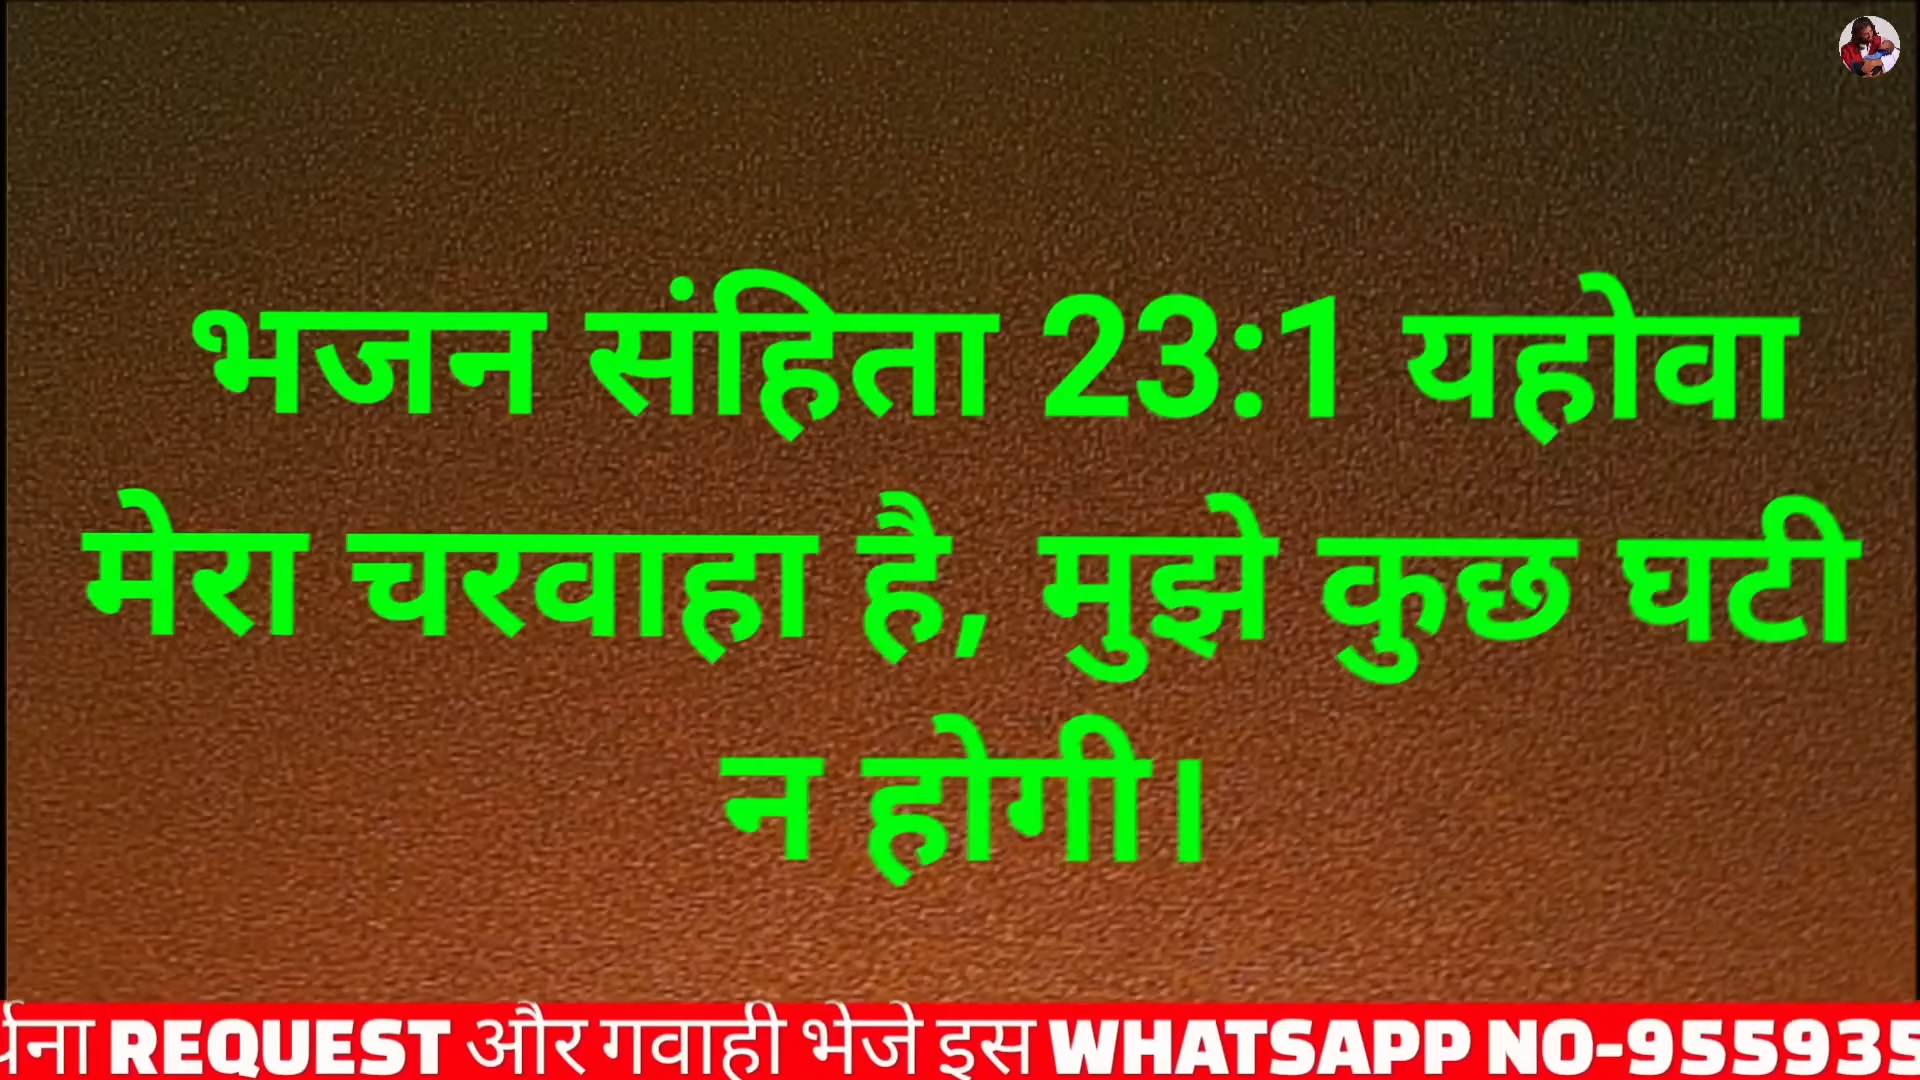 भजन संहिता 23:1 यहोवा
मेरा चरवाहा है, मुझे कुछ घटी
न होगी।
REQUEST और गवाही भेजे इस WHATSAPP NO-955935